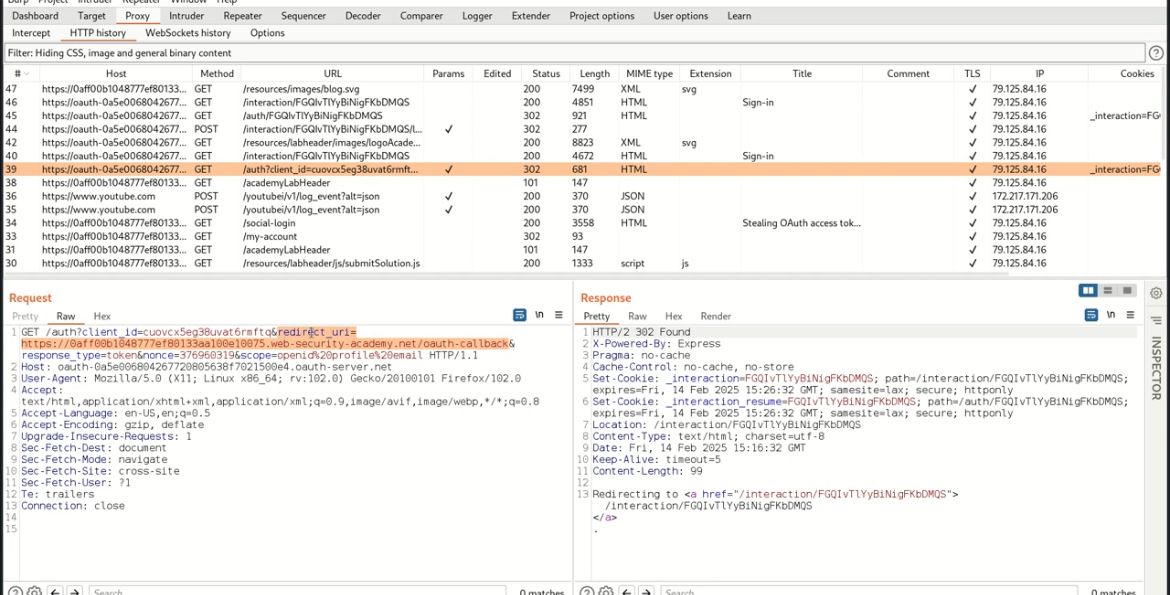 Burp Project Intruder Repeater Window Help
Dashboard Target Proxy Intruder Repeater Sequencer Decoder Comparer Logger Extender Project options User options Learn
Intercept HTTP history WebSockets history Options
Filter: Hiding CSS, image and general binary content
# Host Method URL Params Edited Status Length MIME type Extension Title Comment TLS IP Cookies
47 https://0aff00b1048777ef80133... GET /resources/images/blog.svg 200 7499 XML svg ✓ 79.125.84.16
46 https://oauth-0a5e0068042677... GET /interaction/FGQIvTlYyBiNigFKbDMQS 200 4851 HTML Sign-in ✓ 79.125.84.16
45 https://oauth-0a5e0068042677... GET /auth/FGQIvTlYyBiNigFKbDMQS 302 921 HTML ✓ 79.125.84.16 _interaction=FG
44 https://oauth-0a5e0068042677... POST /interaction/FGQIvTlYyBiNigFKbDMQS/l... ✓ 302 277 ✓ 79.125.84.16
42 https://oauth-0a5e0068042677... GET /resources/labheader/images/logoAcade... 200 8823 XML svg ✓ 79.125.84.16
40 https://oauth-0a5e0068042677... GET /interaction/FGQIvTlYyBiNigFKbDMQS 200 4672 HTML Sign-in ✓ 79.125.84.16
39 https://oauth-0a5e0068042677... GET /auth?client_id=cuovcx5eg38uvat6rmft... ✓ 302 681 HTML ✓ 79.125.84.16 _interaction=FG
38 https://0aff00b1048777ef80133... GET /academyLabHeader 101 147 ✓ 79.125.84.16
36 https://www.youtube.com POST /youtubei/v1/log_event?alt=json ✓ 200 370 JSON ✓ 172.217.171.206
35 https://www.youtube.com POST /youtubei/v1/log_event?alt=json ✓ 200 370 JSON ✓ 172.217.171.206
34 https://0aff00b1048777ef80133... GET /social-login 200 3558 HTML Stealing OAuth access tok... ✓ 79.125.84.16
33 https://0aff00b1048777ef80133... GET /my-account 302 93 ✓ 79.125.84.16
31 https://0aff00b1048777ef80133... GET /academyLabHeader 101 147 ✓ 79.125.84.16
30 https://0aff00b1048777ef80133... GET /resources/labheader/js/submitSolution.js 200 1333 script js ✓ 79.125.84.16
Request
Pretty Raw Hex \n
1 GET /auth?client_id=cuovcx5eg38uvat6rmftq&redirect_uri=
https://0aff00b1048777ef80133aa100e10075.web-security-academy.net/oauth-callback&
response_type=token&nonce=376960319&scope=openid%20profile%20email HTTP/1.1
2 Host: oauth-0a5e006804267720805638f7021500e4.oauth-server.net
3 User-Agent: Mozilla/5.0 (X11; Linux x86_64; rv:102.0) Gecko/20100101 Firefox/102.0
4 Accept:
text/html,application/xhtml+xml,application/xml;q=0.9,image/avif,image/webp,*/*;q=0.8
5 Accept-Language: en-US,en;q=0.5
6 Accept-Encoding: gzip, deflate
7 Upgrade-Insecure-Requests: 1
8 Sec-Fetch-Dest: document
9 Sec-Fetch-Mode: navigate
10 Sec-Fetch-Site: cross-site
11 Sec-Fetch-User: ?1
12 Te: trailers
13 Connection: close
14
15
Search 0 matches
Response
Pretty Raw Hex Render \n
1 HTTP/2 302 Found
2 X-Powered-By: Express
3 Pragma: no-cache
4 Cache-Control: no-cache, no-store
5 Set-Cookie: _interaction=FGQIvTlYyBiNigFKbDMQS; path=/interaction/FGQIvTlYyBiNigFKbDMQS;
expires=Fri, 14 Feb 2025 15:26:32 GMT; samesite=lax; secure; httponly
6 Set-Cookie: _interaction_resume=FGQIvTlYyBiNigFKbDMQS; path=/auth/FGQIvTlYyBiNigFKbDMQS;
expires=Fri, 14 Feb 2025 15:26:32 GMT; samesite=lax; secure; httponly
7 Location: /interaction/FGQIvTlYyBiNigFKbDMQS
8 Content-Type: text/html; charset=utf-8
9 Date: Fri, 14 Feb 2025 15:16:32 GMT
10 Keep-Alive: timeout=5
11 Content-Length: 99
12
13 Redirecting to <a href="/interaction/FGQIvTlYyBiNigFKbDMQS">
/interaction/FGQIvTlYyBiNigFKbDMQS
</a>
.
Search 0 matches
INSPECTOR